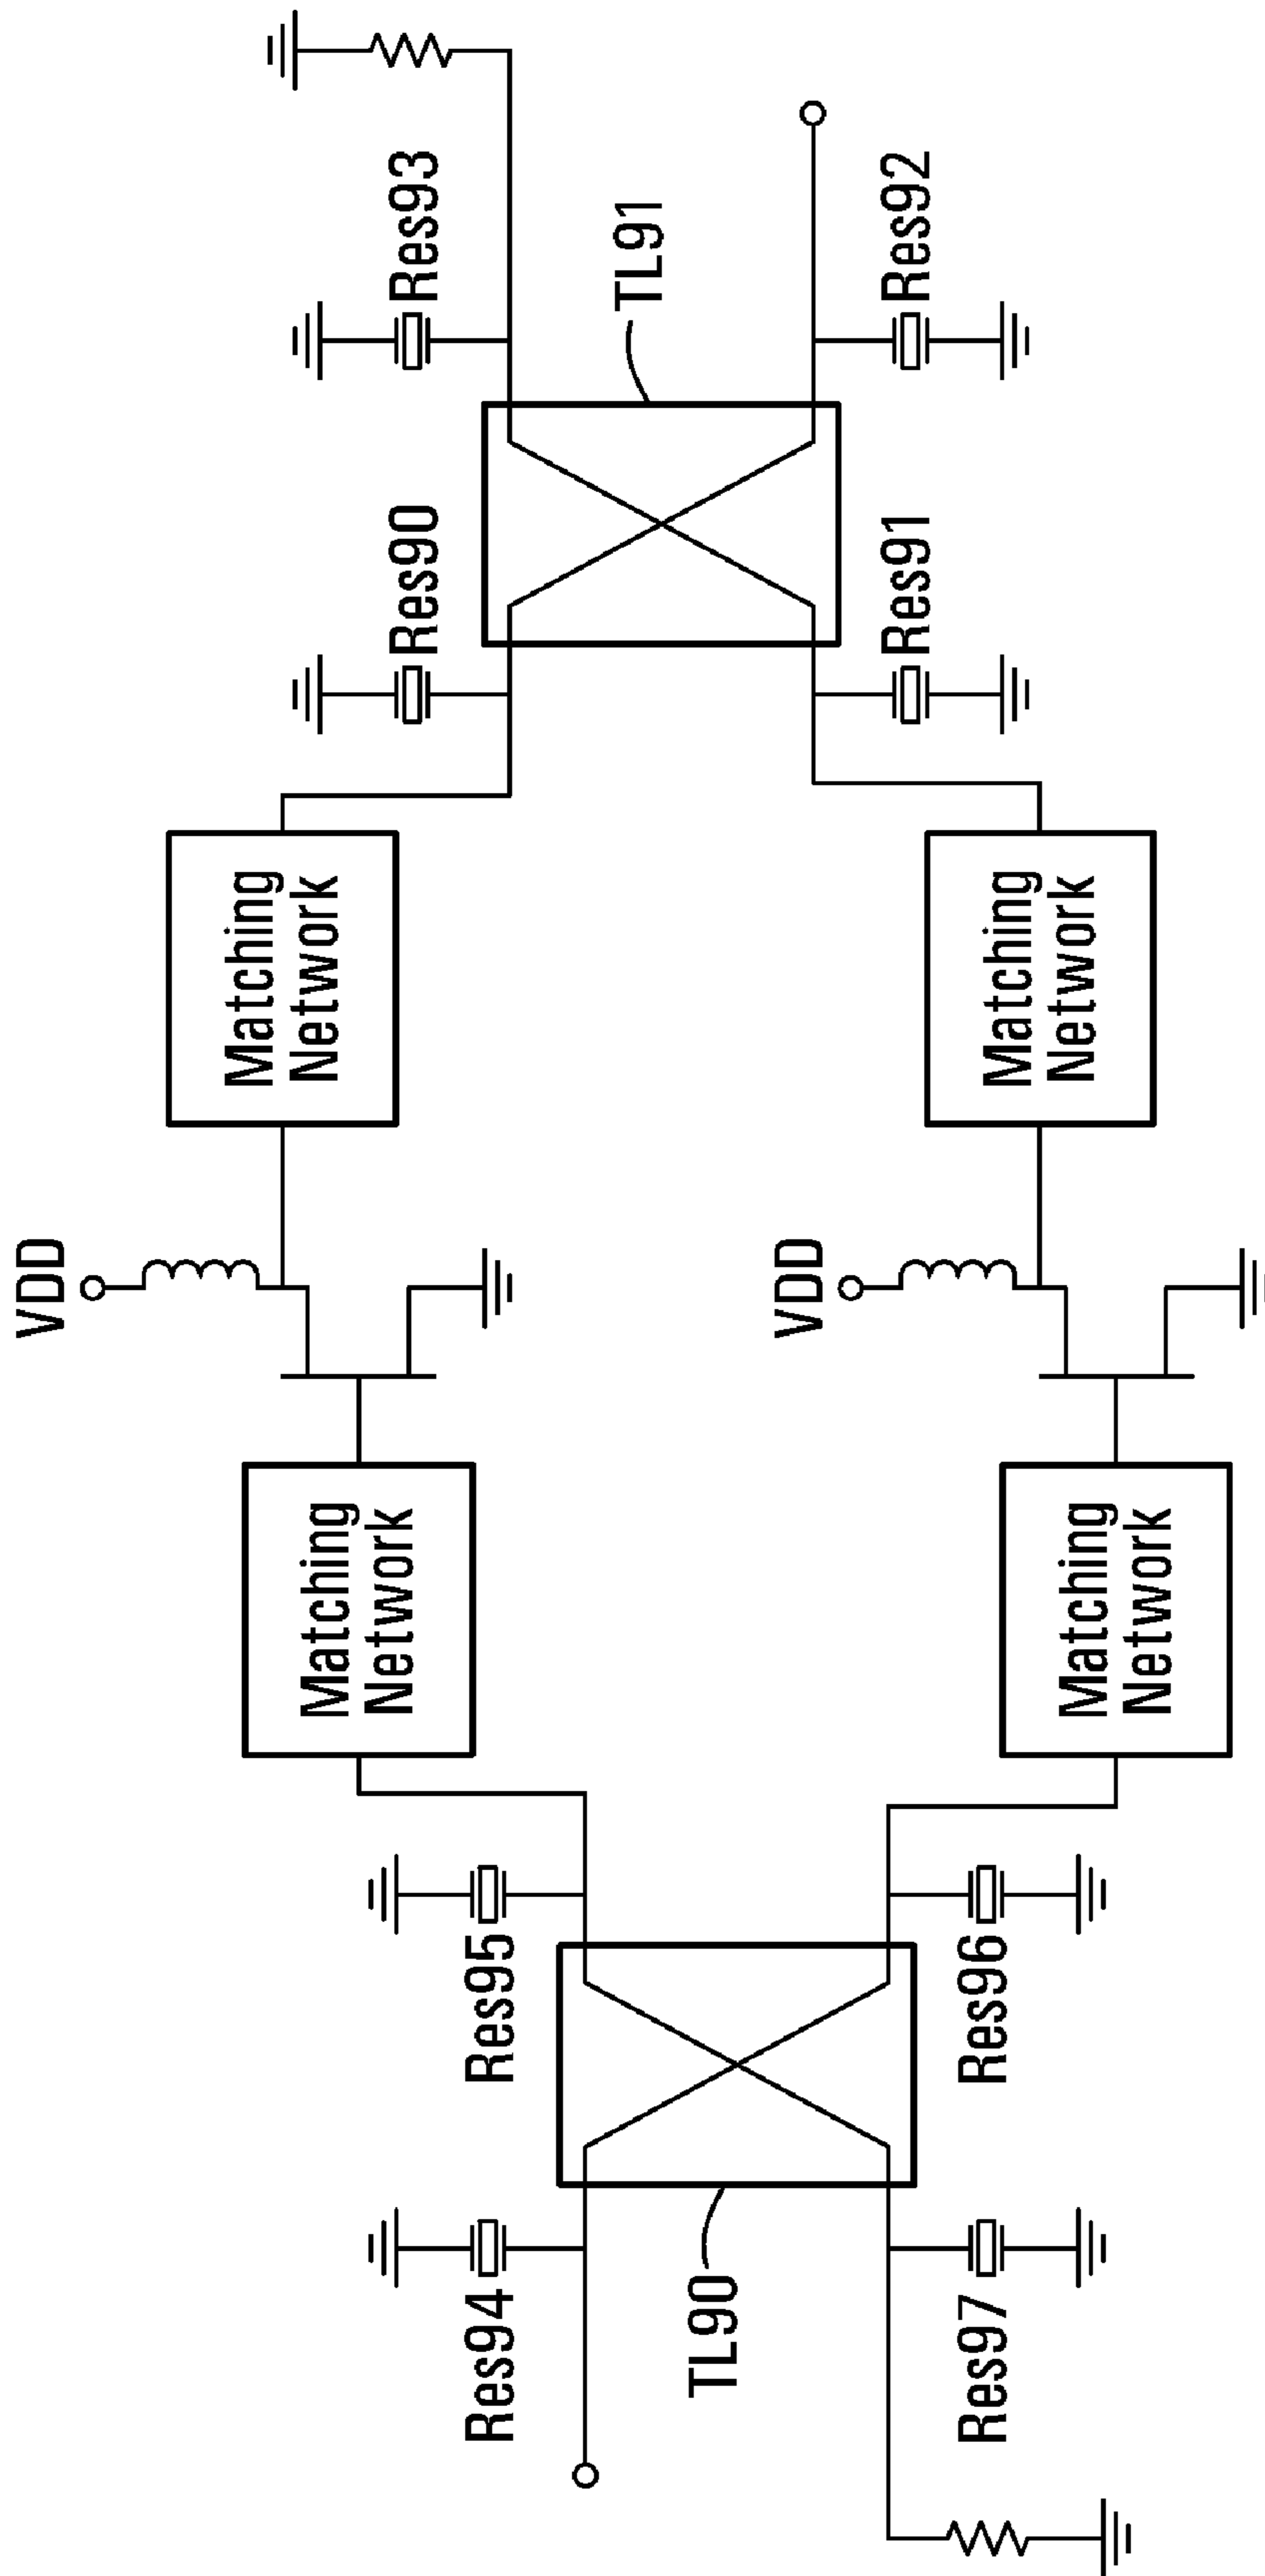 Res93
Res92
TL91
Res90
Res91
Matching
Network
Matching
Network
VDD
VDD
Matching
Network
Matching
Network
Res95
Res96
Res94
TL90
Res97